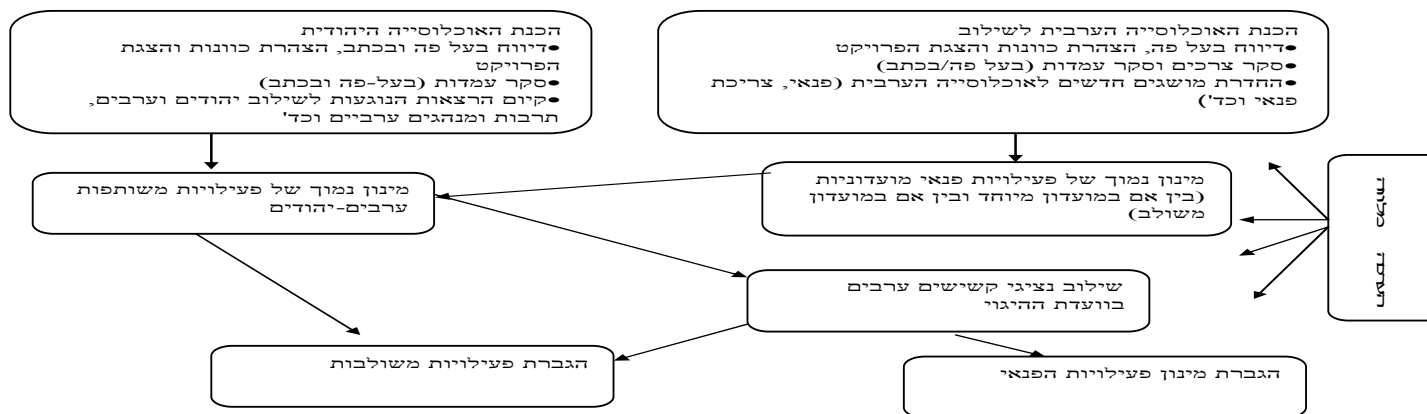 הכנת האוכלוסייה הערבית לשילוב
●דיווח בעל פה, הצהרת כוונות והצגת הפרויקט
●סקר צרכים וסקר עמדות (בעל פה/בכתב)
●החדרת מושגים חדשים לאוכלוסייה הערבית (פנאי, צריכת
פנאי וכד')
הכנת האוכלוסייה היהודית
●דיווח בעל פה ובכתב, הצהרת כוונות והצגת
הפרויקט
●סקר עמדות (בעל-פה ובכתב)
●קיום הרצאות הנוגעות לשילוב יהודים וערבים,
תרבות ומנהגים ערביים וכד'
מינון נמוך של פעילויות פנאי מועדוניות
(בין אם במועדון מיוחד ובין אם במועדון
משולב)
מינון נמוך של פעילויות משותפות
ערבים-יהודים
שילוב נציגי קשישים ערבים
בוועדת ההיגוי
הגברת מינון פעילויות הפנאי
הגברת פעילויות משולבות